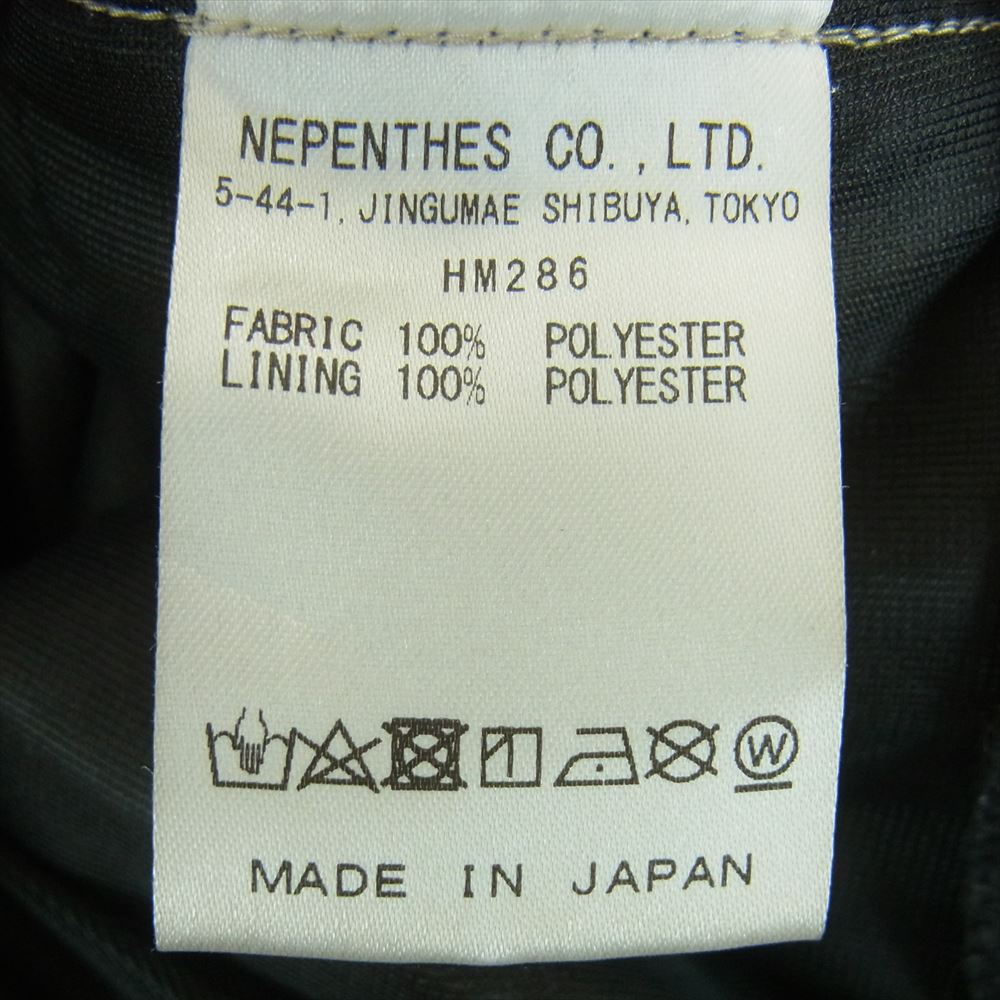 NEPENTHES CO., LTD.
5-44-1, JINGUMAE SHIBUYA, TOKYO
HM286
FABRIC 100% POLYESTER
LINING 100% POLYESTER
W
MADE IN JAPAN